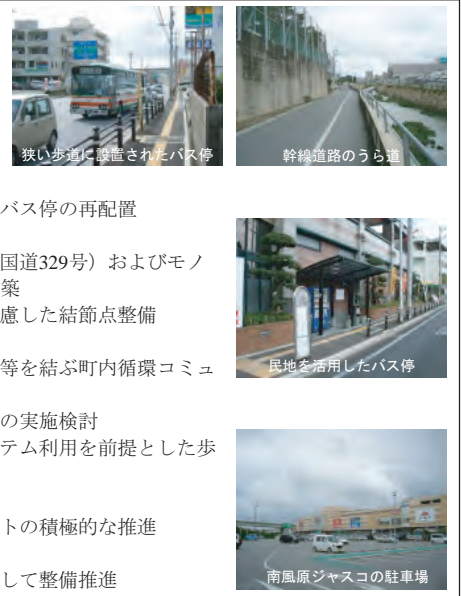 狭い歩道に設置されたバス停
幹線道路のうら道
バス停の再配置
国道329号）およびモノ
築
慮した結節点整備
民地を活用したバス停
等を結ぶ町内循環コミュ
の実施検討
テム利用を前提とした歩
トの積極的な推進
して整備推進
南風原ジャスコの駐車場